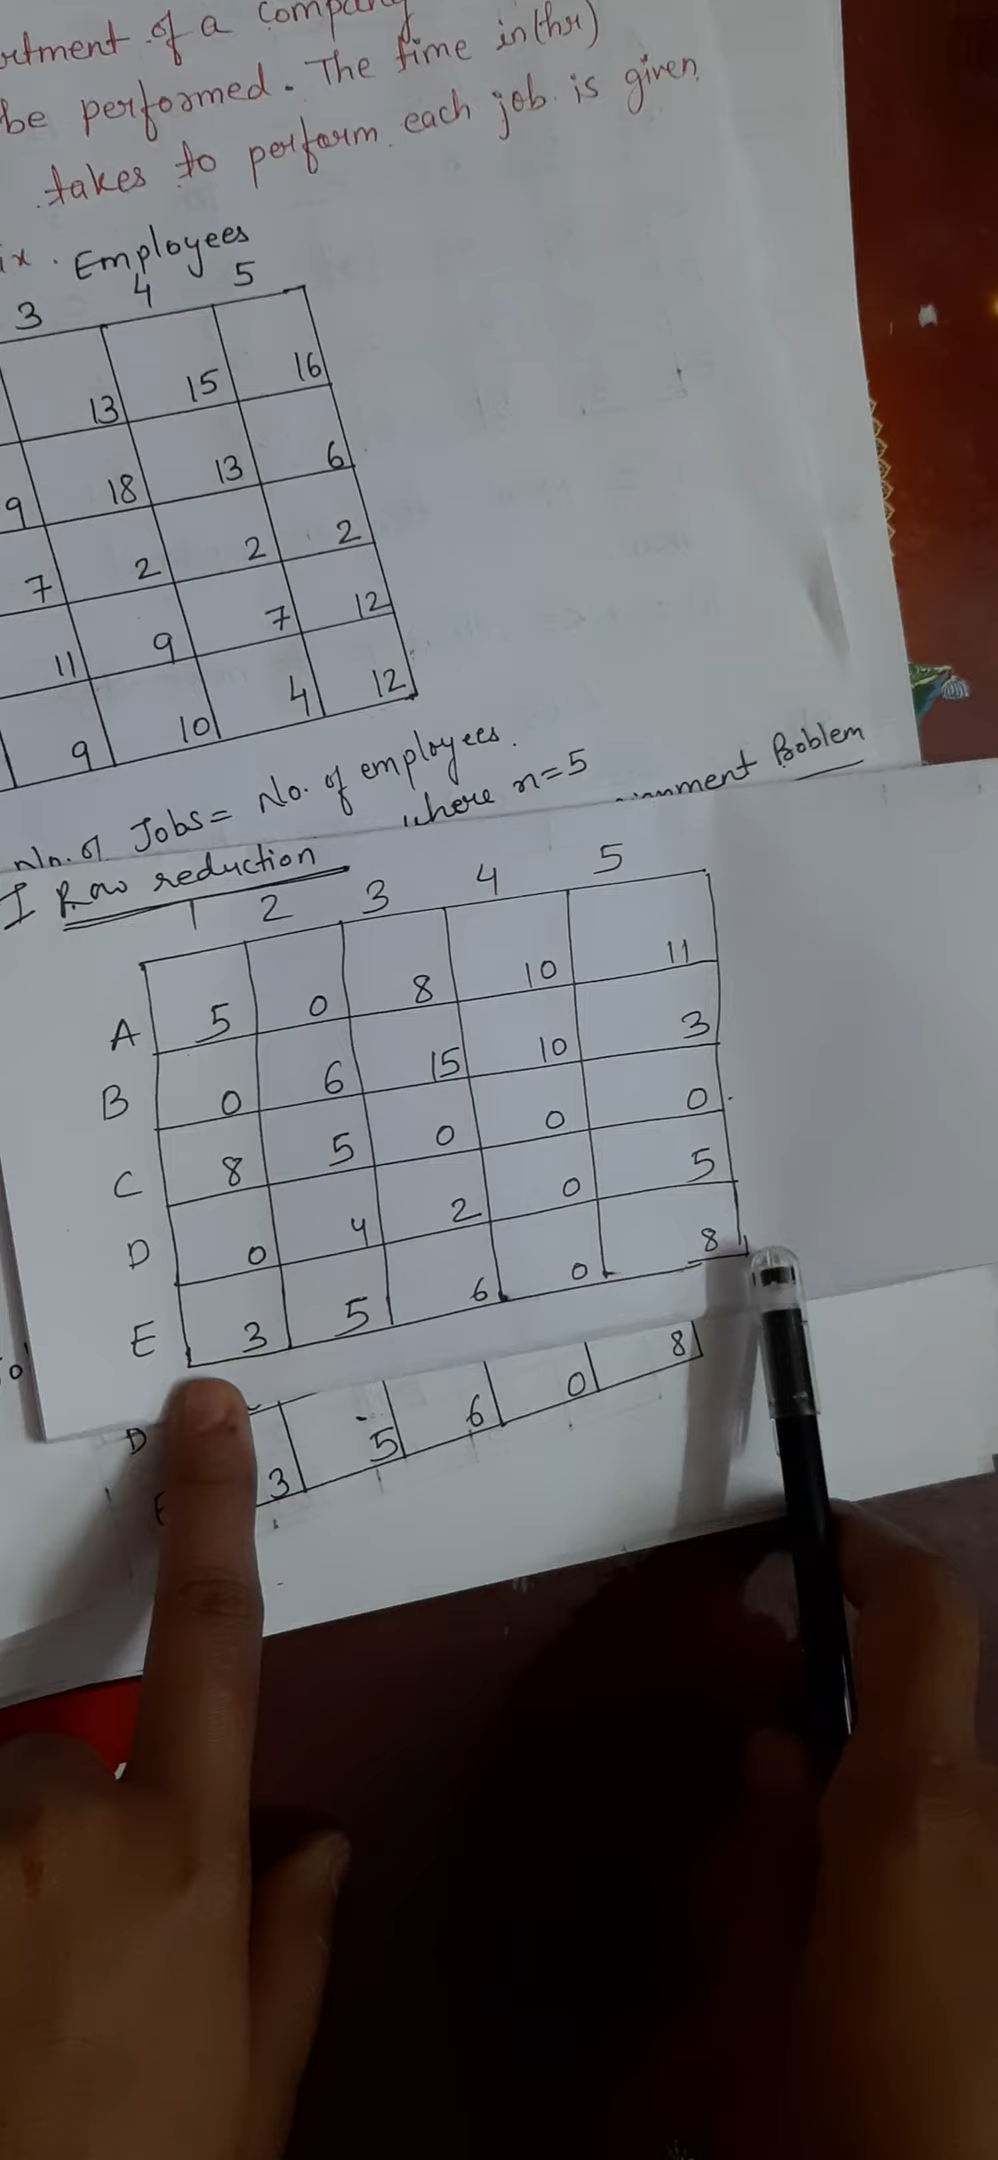 of a Company
be performed. The time in (hr)
takes to perform each job is given
Employees
3 4 5
13 15 16
9 18 13 6
7 2 2 2
11 9 7 12
9 10 4 12
No. of Jobs = No. of employees.
where n=5
Problem
I Row reduction
1 2 3 4 5
A 5 0 8 10 11
B 0 6 15 10 3
C 8 5 0 0 0
D 0 4 2 0 5
E 3 5 6 0 8
D
3 5 6 0 8